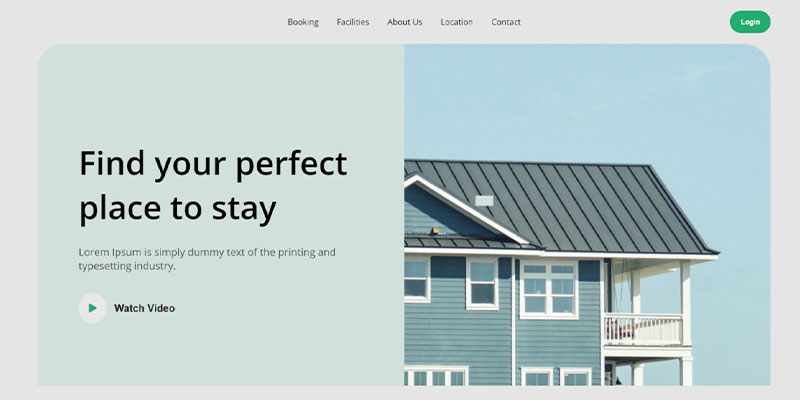 Booking Facilities About Us Location Contact Login
Find your perfect
place to stay
Lorem Ipsum is simply dummy text of the printing and
typesetting industry.
Watch Video